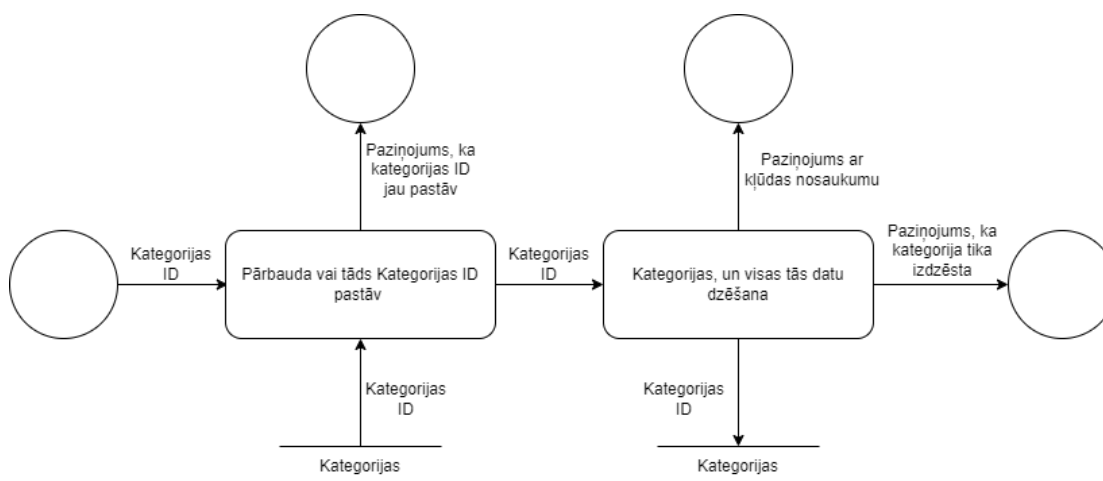 Paziņojums, ka
kategorijas ID
jau pastāv
Paziņojums ar
kļūdas nosaukumu
Kategorijas
ID
Pārbauda vai tāds Kategorijas ID
pastāv
Kategorijas
ID
Kategorijas, un visas tās datu
dzēšana
Paziņojums, ka
kategorija tika
izdzēsta
Kategorijas
ID
Kategorijas
ID
Kategorijas
Kategorijas